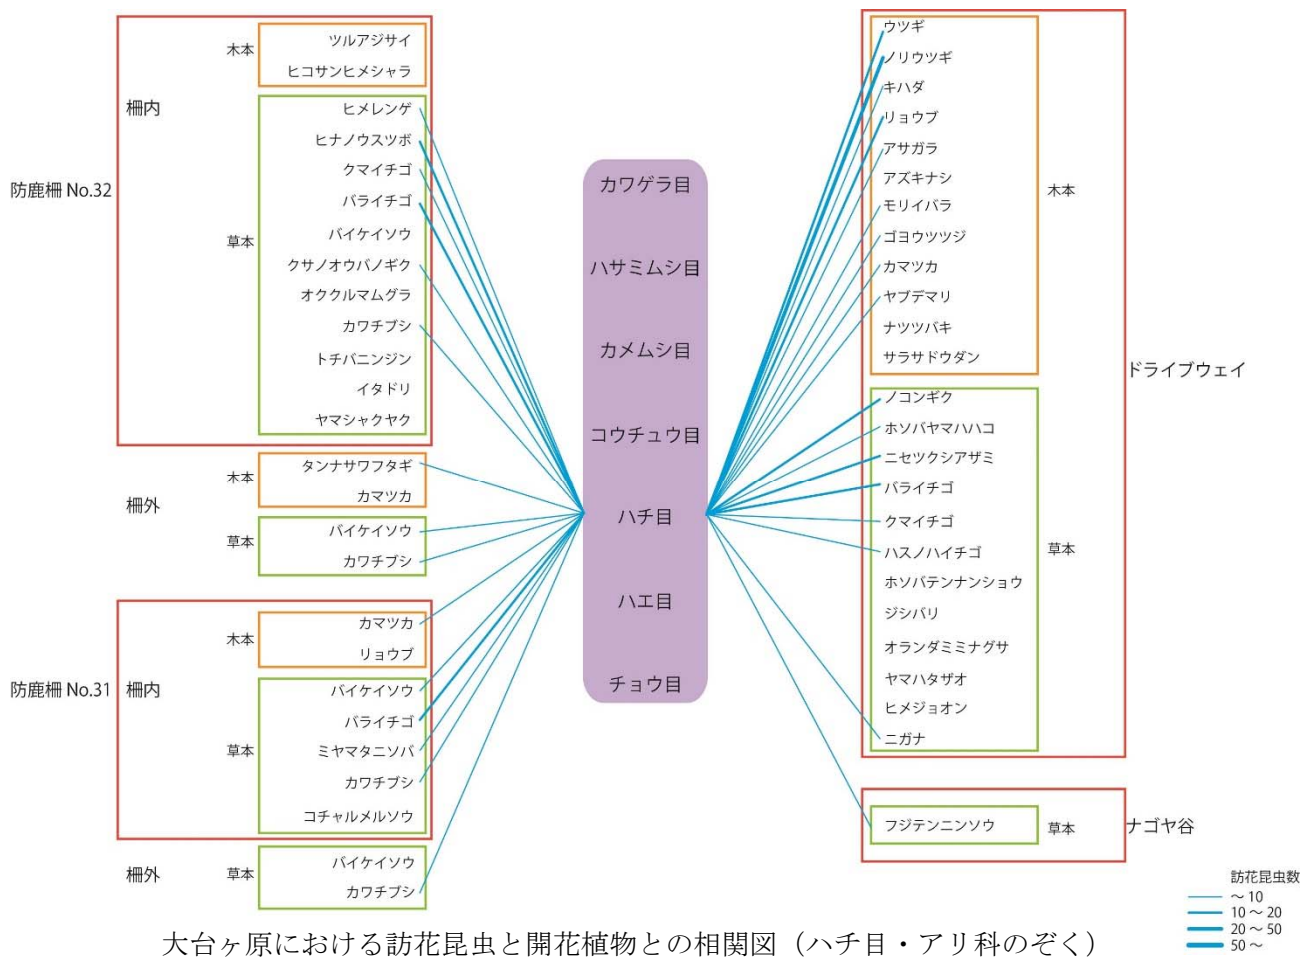 防鹿柵 No.32
柵内
木本
ツルアジサイ
ヒコサンヒメシャラ
草本
ヒメレンゲ
ヒナノウスツボ
クマイチゴ
バライチゴ
バイケイソウ
クサノオウバノギク
オククルマムグラ
カワチブシ
トチバニンジン
イタドリ
ヤマシャクヤク
柵外
木本
タンナサワフタギ
カマツカ
草本
バイケイソウ
カワチブシ
防鹿柵 No.31
柵内
木本
カマツカ
リョウブ
草本
バイケイソウ
バライチゴ
ミヤマタニソバ
カワチブシ
コチャルメルソウ
柵外
草本
バイケイソウ
カワチブシ
カワゲラ目
ハサミムシ目
カメムシ目
コウチュウ目
ハチ目
ハエ目
チョウ目
ウツギ
ノリウツギ
キハダ
リョウブ
アサガラ
アズキナシ
モリイバラ
ゴヨウツツジ
カマツカ
ヤブデマリ
ナツツバキ
サラサドウダン
木本
ドライブウェイ
ノコンギク
ホソバヤマハハコ
ニセツクシアザミ
バライチゴ
クマイチゴ
ハスノハイチゴ
ホソバテンナンショウ
ジシバリ
オランダミミナグサ
ヤマハタザオ
ヒメジョオン
ニガナ
草本
フジテンニンソウ
草本
ナゴヤ谷
訪花昆虫数
～ 10
10 ～ 20
20 ～ 50
50 ～
大台ヶ原における訪花昆虫と開花植物との相関図（ハチ目・アリ科のぞく）